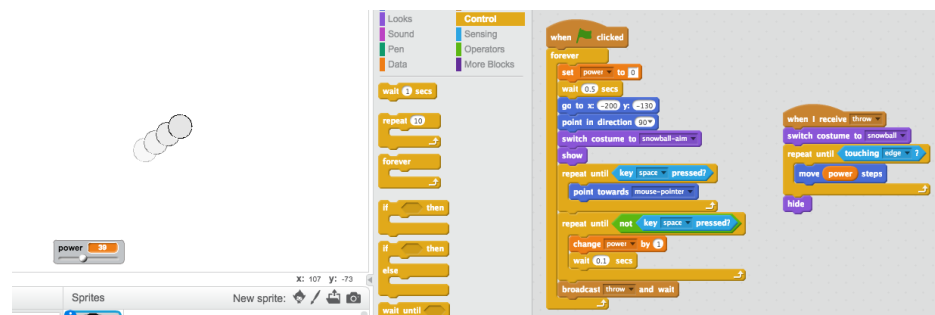 power 39
x: 107 y: -73
Sprites
New sprite:
Looks
Control
Sound
Sensing
Pen
Operators
Data
More Blocks
wait 1 secs
repeat 10
forever
if then
if then
else
wait until
when clicked
forever
set power to 0
wait 0.5 secs
go to x: -200 y: -130
point in direction 90
switch costume to snowball-aim
show
repeat until key space pressed?
point towards mouse-pointer
repeat until not key space pressed?
change power by 1
wait 0.1 secs
broadcast throw and wait
when I receive throw
switch costume to snowball
repeat until touching edge ?
move power steps
hide